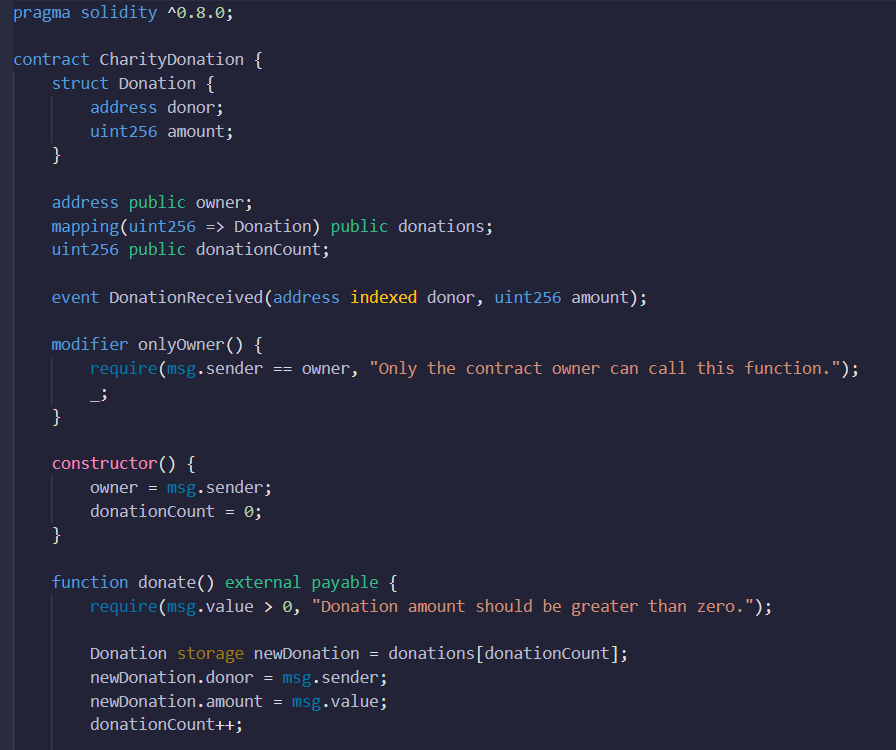 pragma solidity ^0.8.0;
contract CharityDonation {
struct Donation {
address donor;
uint256 amount;
}
address public owner;
mapping(uint256 => Donation) public donations;
uint256 public donationCount;
event DonationReceived(address indexed donor, uint256 amount);
modifier onlyOwner() {
require(msg.sender == owner, "Only the contract owner can call this function.");
_;
}
constructor() {
owner = msg.sender;
donationCount = 0;
}
function donate() external payable {
require(msg.value > 0, "Donation amount should be greater than zero.");
Donation storage newDonation = donations[donationCount];
newDonation.donor = msg.sender;
newDonation.amount = msg.value;
donationCount++;